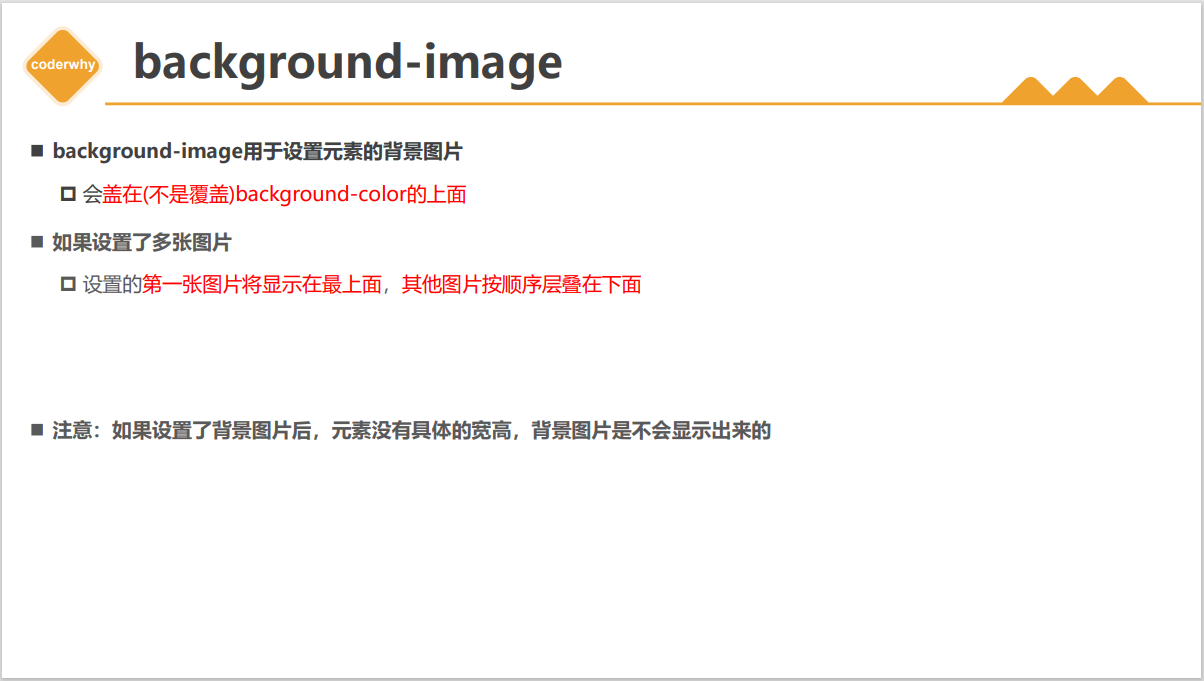 coderwhy
background-image
background-image用于设置元素的背景图片
会盖在(不是覆盖)background-color的上面
如果设置了多张图片
设置的第一张图片将显示在最上面，其他图片按顺序层叠在下面
注意：如果设置了背景图片后，元素没有具体的宽高，背景图片是不会显示出来的